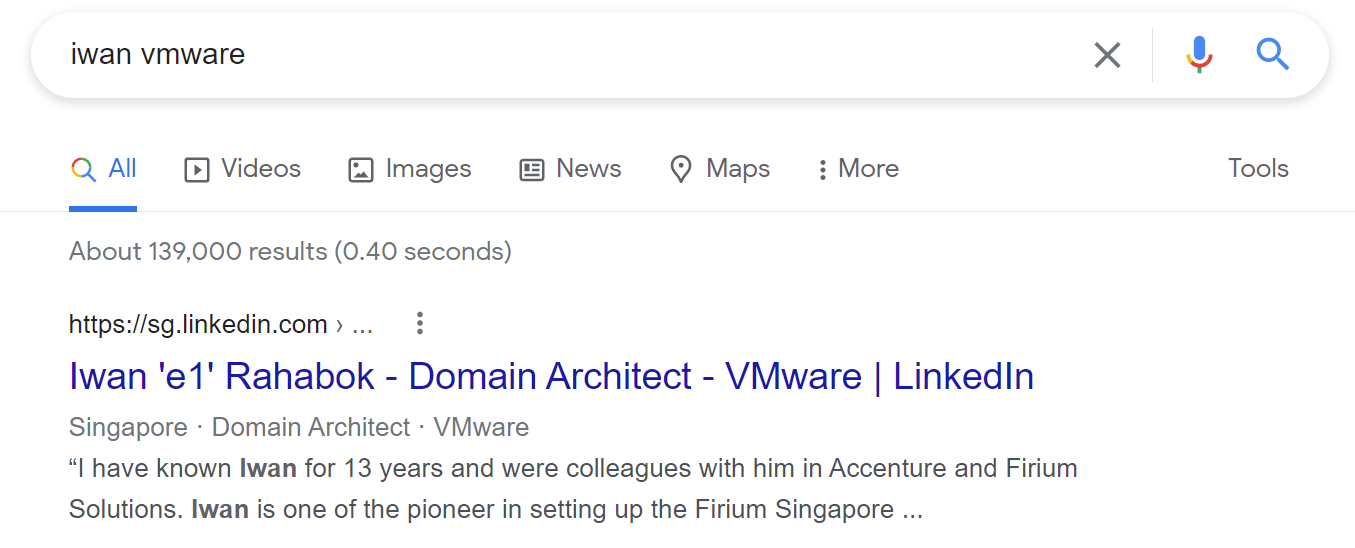 iwan vmware
All Videos Images News Maps More Tools
About 139,000 results (0.40 seconds)
https://sg.linkedin.com › ...
Iwan 'e1' Rahabok - Domain Architect - VMware | LinkedIn
Singapore · Domain Architect · VMware
“I have known Iwan for 13 years and were colleagues with him in Accenture and Firium
Solutions. Iwan is one of the pioneer in setting up the Firium Singapore ...